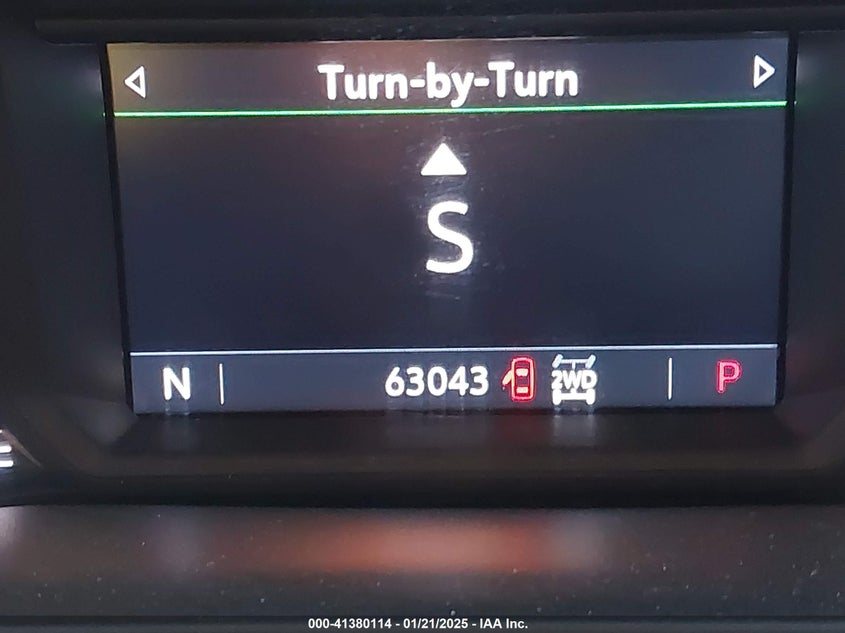 Turn-by-Turn
S
N 63043 2WD P
000-41380114 - 01/21/2025 - IAA Inc.